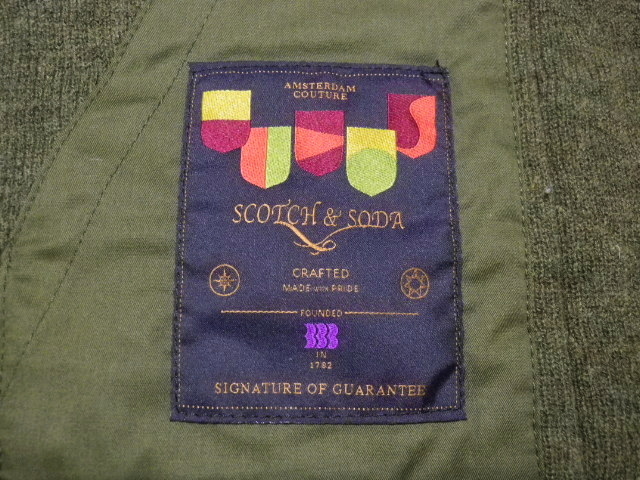 AMSTERDAM
COUTURE
SCOTCH & SODA
CRAFTED
MADE with PRIDE
FOUNDED
IN
1782
SIGNATURE OF GUARANTEE